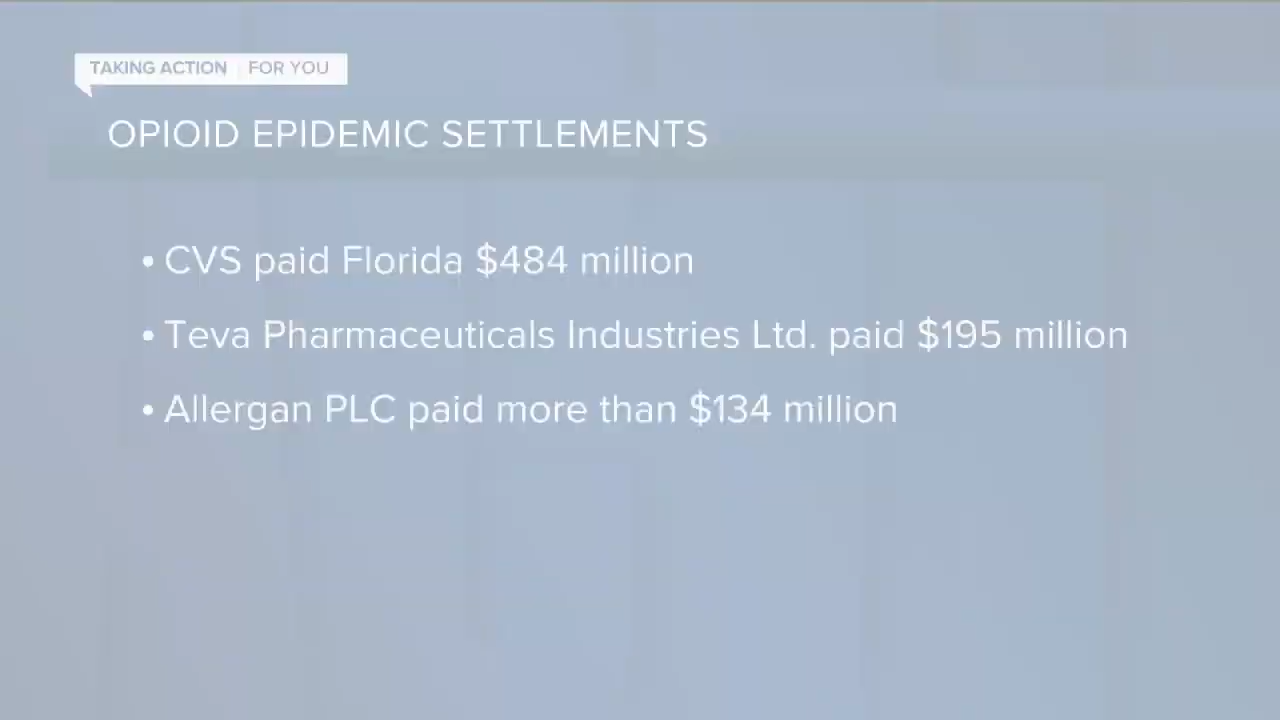 TAKING ACTION FOR YOU
OPIOID EPIDEMIC SETTLEMENTS
• CVS paid Florida $484 million
• Teva Pharmaceuticals Industries Ltd. paid $195 million
• Allergan PLC paid more than $134 million